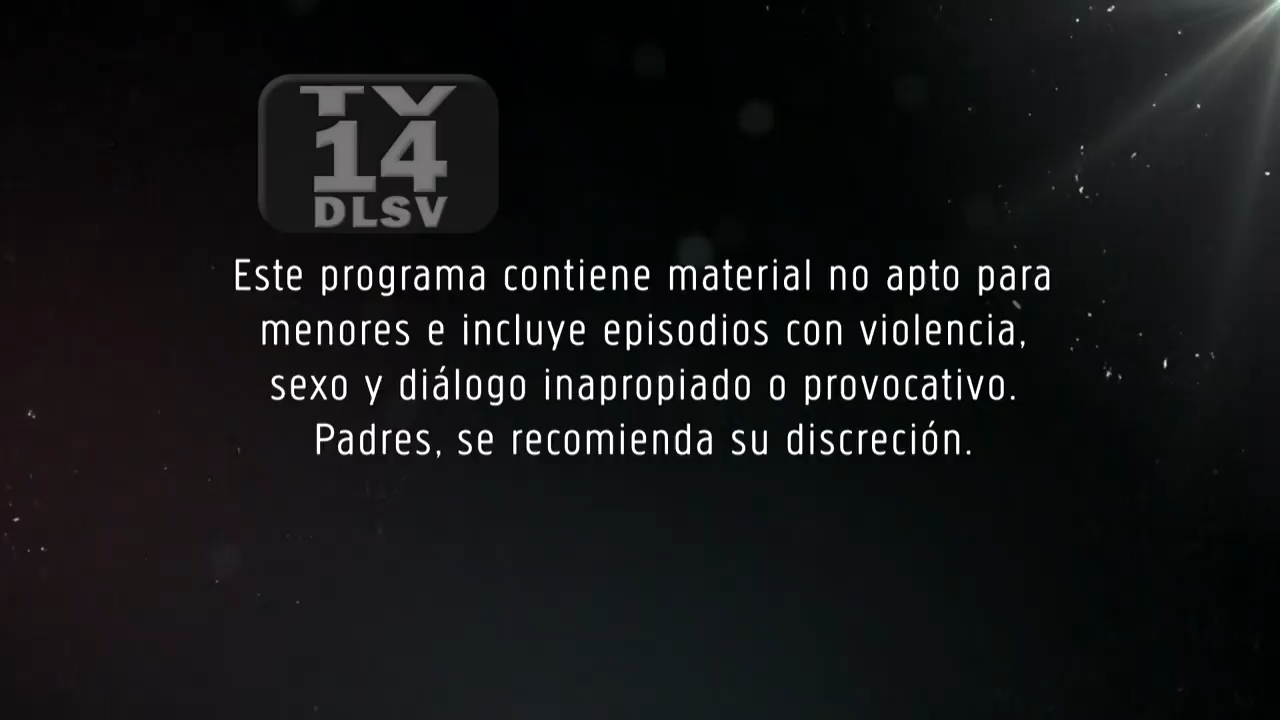 TV
14
DLSV
Este programa contiene material no apto para
menores e incluye episodios con violencia,
sexo y diálogo inapropiado o provocativo.
Padres, se recomienda su discreción.